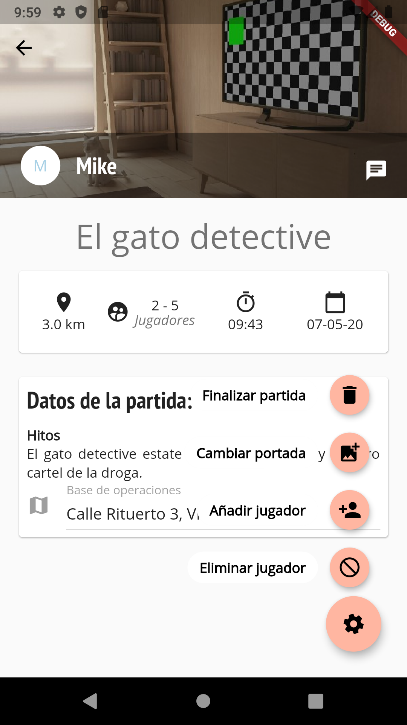 9:59
DEBUG
M
Mike
El gato detective
3.0 km
2 - 5
Jugadores
09:43
07-05-20
Datos de la partida:
Finalizar partida
Hitos
El gato detective estate
Cambiar portada
y
cartel de la droga.
Base de operaciones
Calle Rituerto 3,
Añadir jugador
Eliminar jugador